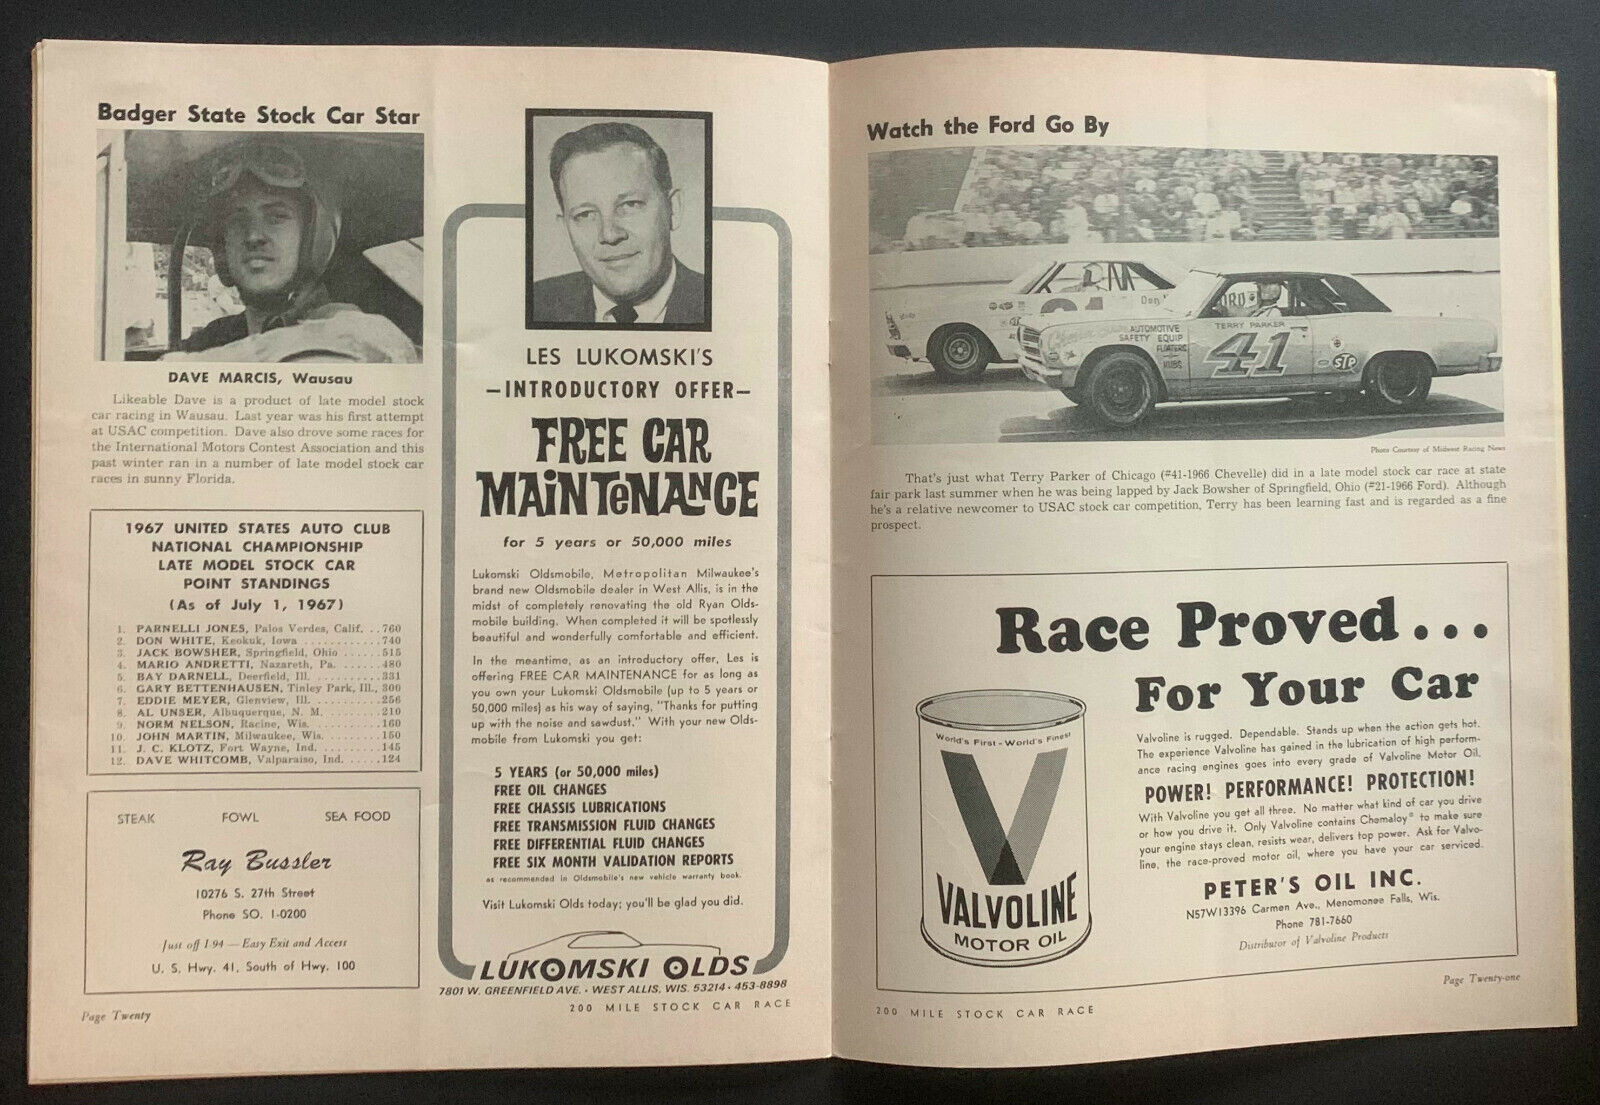 Badger State Stock Car Star
DAVE MARCIS, Wausau
Likeable Dave is a product of late model stock
car racing in Wausau. Last year was his first attempt
at USAC competition. Dave also drove some races for
the International Motors Contest Association and this
past winter ran in a number of late model stock car
races in sunny Florida.
1967 UNITED STATES AUTO CLUB
NATIONAL CHAMPIONSHIP
LATE MODEL STOCK CAR
POINT STANDINGS
(As of July 1, 1967)
1. PARNELLI JONES, Palos Verdes, Calif. . . 760
2. DON WHITE, Keokuk, Iowa . . . . . . . . . . . 740
3. JACK BOWSHER, Springfield, Ohio . . . . . . 515
4. MARIO ANDRETTI, Nazareth, Pa. . . . . . . 480
5. BAY DARNELL, Deerfield, Ill. . . . . . . . . . . 331
6. GARY BETTENHAUSEN, Tinley Park, Ill., 300
7. EDDIE MEYER, Glenview, Ill. . . . . . . . . . . 256
8. AL UNSER, Albuquerque, N. M. . . . . . . . . 210
9. NORM NELSON, Racine, Wis. . . . . . . . . . . 160
10. JOHN MARTIN, Milwaukee, Wis. . . . . . . . 150
11. J. C. KLOTZ, Fort Wayne, Ind. . . . . . . . . . 145
12. DAVE WHITCOMB, Valparaiso, Ind. . . . . . 124
STEAK FOWL SEA FOOD
Ray Bussler
10276 S. 27th Street
Phone SO. 1-0200
Just off I-94 — Easy Exit and Access
U. S. Hwy. 41, South of Hwy. 100
Page Twenty
LES LUKOMSKI'S
—INTRODUCTORY OFFER—
FREE CAR
MAiNTeNANCE
for 5 years or 50,000 miles
Lukomski Oldsmobile, Metropolitan Milwaukee's
brand new Oldsmobile dealer in West Allis, is in the
midst of completely renovating the old Ryan Olds-
mobile building. When completed it will be spotlessly
beautiful and wonderfully comfortable and efficient.
In the meantime, as an introductory offer, Les is
offering FREE CAR MAINTENANCE for as long as
you own your Lukomski Oldsmobile (up to 5 years or
50,000 miles) as his way of saying, "Thanks for putting
up with the noise and sawdust." With your new Olds-
mobile from Lukomski you get:
5 YEARS (or 50,000 miles)
FREE OIL CHANGES
FREE CHASSIS LUBRICATIONS
FREE TRANSMISSION FLUID CHANGES
FREE DIFFERENTIAL FLUID CHANGES
FREE SIX MONTH VALIDATION REPORTS
as recommended in Oldsmobile's new vehicle warranty book.
Visit Lukomski Olds today; you'll be glad you did.
LUKOMSKI OLDS
7801 W. GREENFIELD AVE. • WEST ALLIS, WIS. 53214 • 453-8898
200 MILE STOCK CAR RACE
Watch the Ford Go By
Don
FORD
TERRY PARKER
AUTOMOTIVE
SAFETY EQUIP
FLOATERS
HUBS
41
STP
Photo Courtesy of Midwest Racing News
That's just what Terry Parker of Chicago (#41-1966 Chevelle) did in a late model stock car race at state
fair park last summer when he was being lapped by Jack Bowsher of Springfield, Ohio (#21-1966 Ford). Although
he's a relative newcomer to USAC stock car competition, Terry has been learning fast and is regarded as a fine
prospect.
Race Proved...
For Your Car
World's First - World's Finest
V
VALVOLINE
MOTOR OIL
Valvoline is rugged. Dependable. Stands up when the action gets hot.
The experience Valvoline has gained in the lubrication of high perform-
ance racing engines goes into every grade of Valvoline Motor Oil.
POWER! PERFORMANCE! PROTECTION!
With Valvoline you get all three. No matter what kind of car you drive
or how you drive it. Only Valvoline contains Chemaloy® to make sure
your engine stays clean, resists wear, delivers top power. Ask for Valvo-
line, the race-proved motor oil, where you have your car serviced.
PETER'S OIL INC.
N57W13396 Carmen Ave., Menomonee Falls, Wis.
Phone 781-7660
Distributor of Valvoline Products
Page Twenty-one
200 MILE STOCK CAR RACE